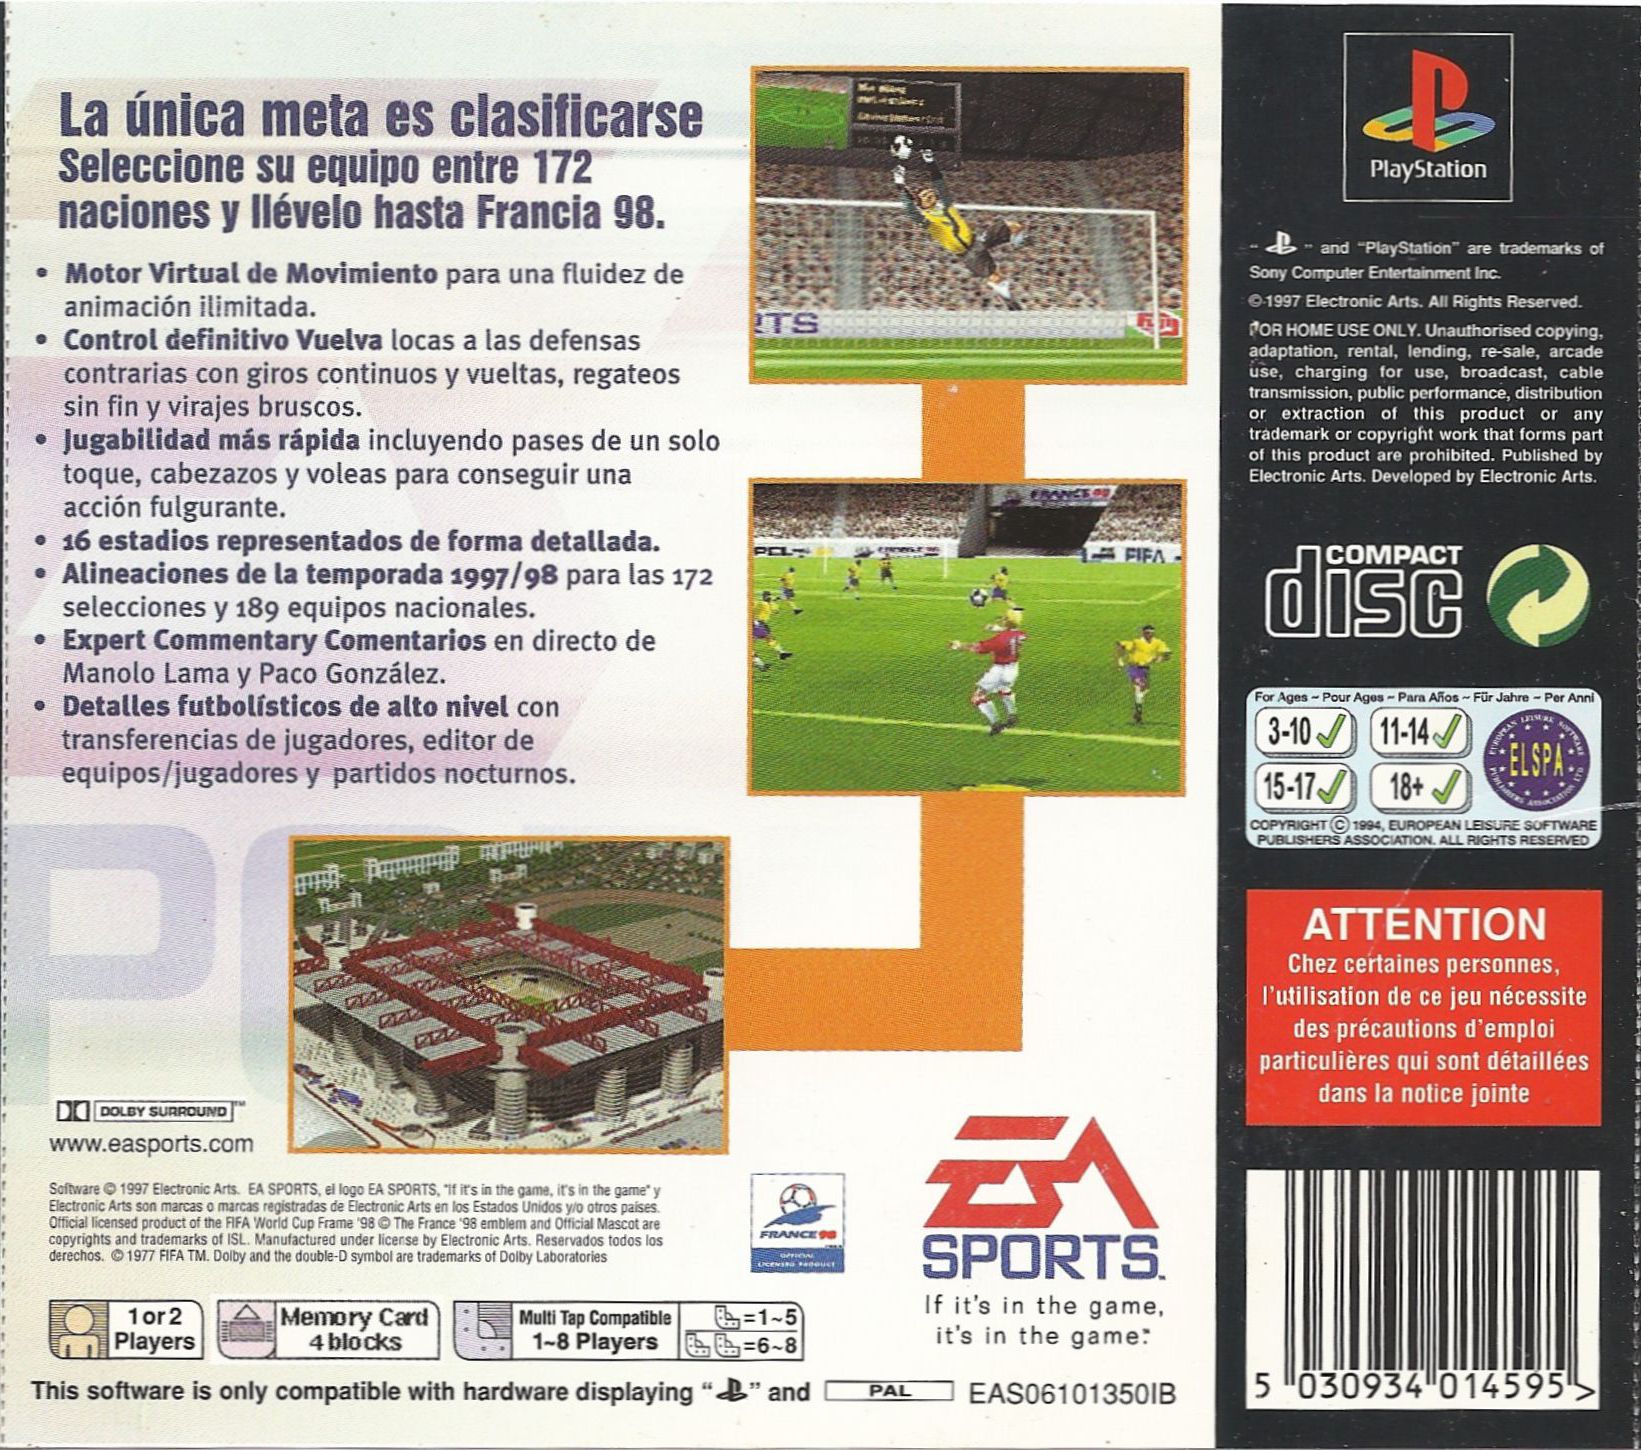 La única meta es clasificarse
Seleccione su equipo entre 172
naciones y llévelo hasta Francia 98.
• Motor Virtual de Movimiento para una fluidez de
animación ilimitada.
• Control definitivo Vuelva locas a las defensas
contrarias con giros continuos y vueltas, regateos
sin fin y virajes bruscos.
• Jugabilidad más rápida incluyendo pases de un solo
toque, cabezazos y voleas para conseguir una
acción fulgurante.
• 16 estadios representados de forma detallada.
• Alineaciones de la temporada 1997/98 para las 172
selecciones y 189 equipos nacionales.
• Expert Commentary Comentarios en directo de
Manolo Lama y Paco González.
• Detalles futbolísticos de alto nivel con
transferencias de jugadores, editor de
equipos/jugadores y partidos nocturnos.
RTS
FRANCE 98
FIFA
DOLBY SURROUND™
www.easports.com
Software © 1997 Electronic Arts. EA SPORTS, el logo EA SPORTS, "If it's in the game, it's in the game" y
Electronic Arts son marcas o marcas registradas de Electronic Arts en los Estados Unidos y/o otros países.
Official licensed product of the FIFA World Cup Frame '98 © The France '98 emblem and Official Mascot are
copyrights and trademarks of ISL. Manufactured under license by Electronic Arts. Reservados todos los
derechos. © 1977 FIFA TM. Dolby and the double-D symbol are trademarks of Dolby Laboratories
FRANCE 98
OFFICIAL
LICENSED PRODUCT
EA
SPORTS™
If it's in the game,
it's in the game.™
1 or 2
Players
Memory Card
4 blocks
Multi Tap Compatible
1~8 Players
=1~5
=6~8
This software is only compatible with hardware displaying “ ” and PAL EAS06101350IB
PlayStation
“ ” and “PlayStation” are trademarks of
Sony Computer Entertainment Inc.
©1997 Electronic Arts. All Rights Reserved.
FOR HOME USE ONLY. Unauthorised copying,
adaptation, rental, lending, re-sale, arcade
use, charging for use, broadcast, cable
transmission, public performance, distribution
or extraction of this product or any
trademark or copyright work that forms part
of this product are prohibited. Published by
Electronic Arts. Developed by Electronic Arts.
COMPACT
disc
For Ages ~ Pour Ages ~ Para Años ~ Für Jahre ~ Per Anni
3-10 11-14
15-17 18+
EUROPEAN LEISURE SOFTWARE
ELSPA
PUBLISHERS ASSOCIATION LTD
COPYRIGHT © 1994, EUROPEAN LEISURE SOFTWARE
PUBLISHERS ASSOCIATION. ALL RIGHTS RESERVED
ATTENTION
Chez certaines personnes,
l'utilisation de ce jeu nécessite
des précautions d'emploi
particulières qui sont détaillées
dans la notice jointe
5 030934 014595 >